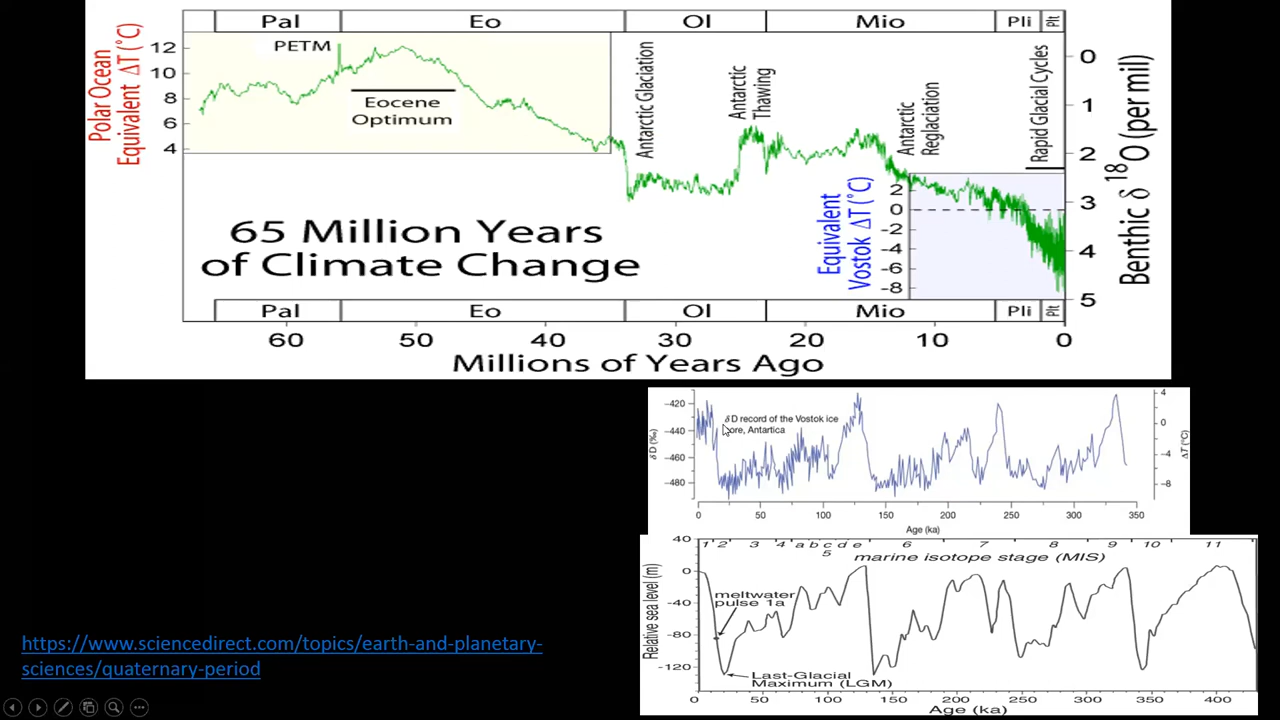 Pal Eo Ol Mio Pli Plt
Polar Ocean
Equivalent ΔT (°C)
12
10
8
6
4
PETM
Eocene
Optimum
Antarctic Glaciation
Antarctic
Thawing
Antarctic
Reglaciation
Rapid Glacial Cycles
0
1
2
3
4
5
Benthic δ 18O (per mil)
Equivalent
Vostok ΔT (°C)
2
0
-2
-4
-6
-8
65 Million Years
of Climate Change
Pal Eo Ol Mio Pli Plt
60 50 40 30 20 10 0
Millions of Years Ago
δ D (‰)
-420
-440
-460
-480
δD record of the Vostok ice
ore, Antartica
4
0
-4
-8
ΔT (°C)
0 50 100 150 200 250 300 350
Age (ka)
Relative sea level (m)
40
0
-40
-80
-120
1 2 3 4 a b c d e 6 7 8 9 10 11
5
marine isotope stage (MIS)
meltwater
pulse 1a
Last-Glacial
Maximum (LGM)
0 50 100 150 200 250 300 350 400
Age (ka)
https://www.sciencedirect.com/topics/earth-and-planetary-
sciences/quaternary-period